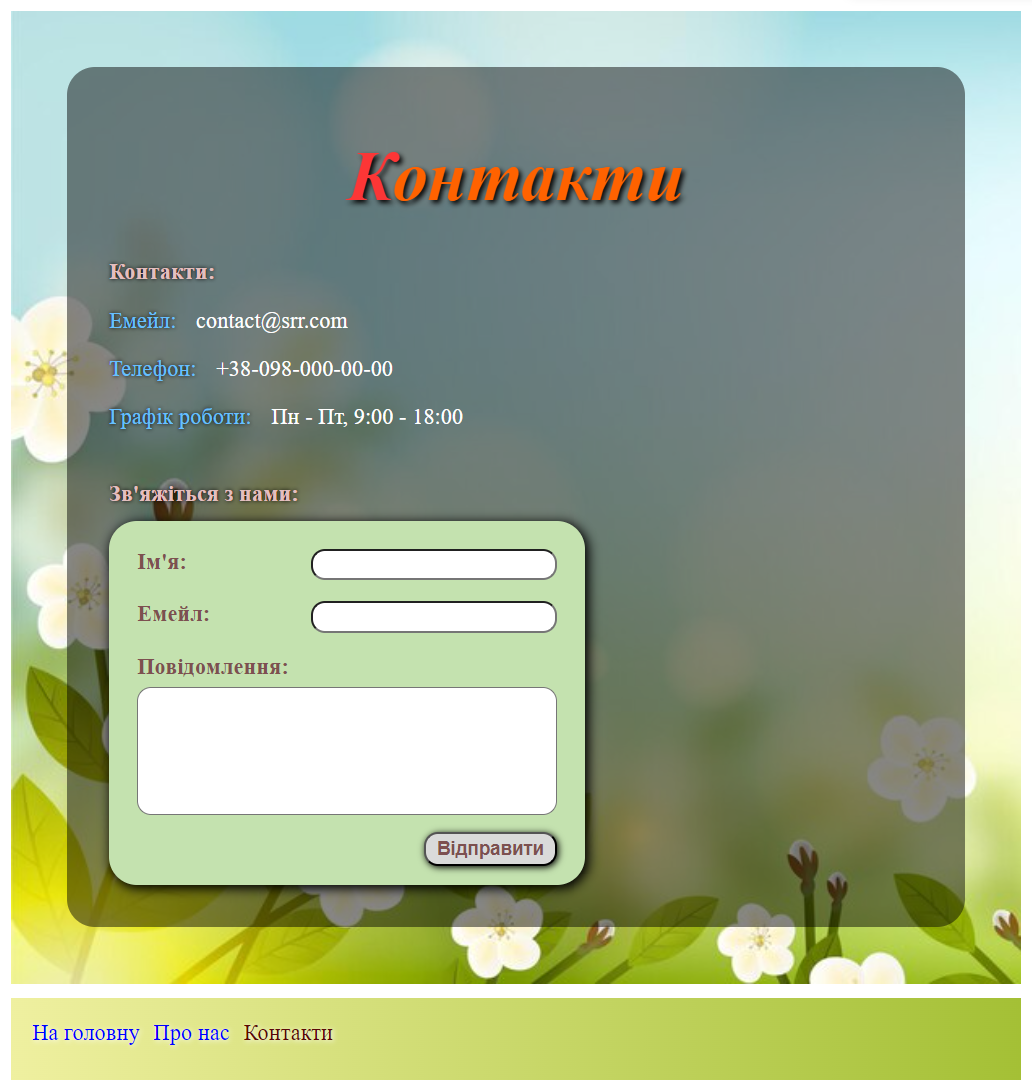 Контакти
Контакти:
Емейл: contact@srr.com
Телефон: +38-098-000-00-00
Графік роботи: Пн - Пт, 9:00 - 18:00
Зв'яжіться з нами:
Ім'я:
Емейл:
Повідомлення:
Відправити
На головну Про нас Контакти